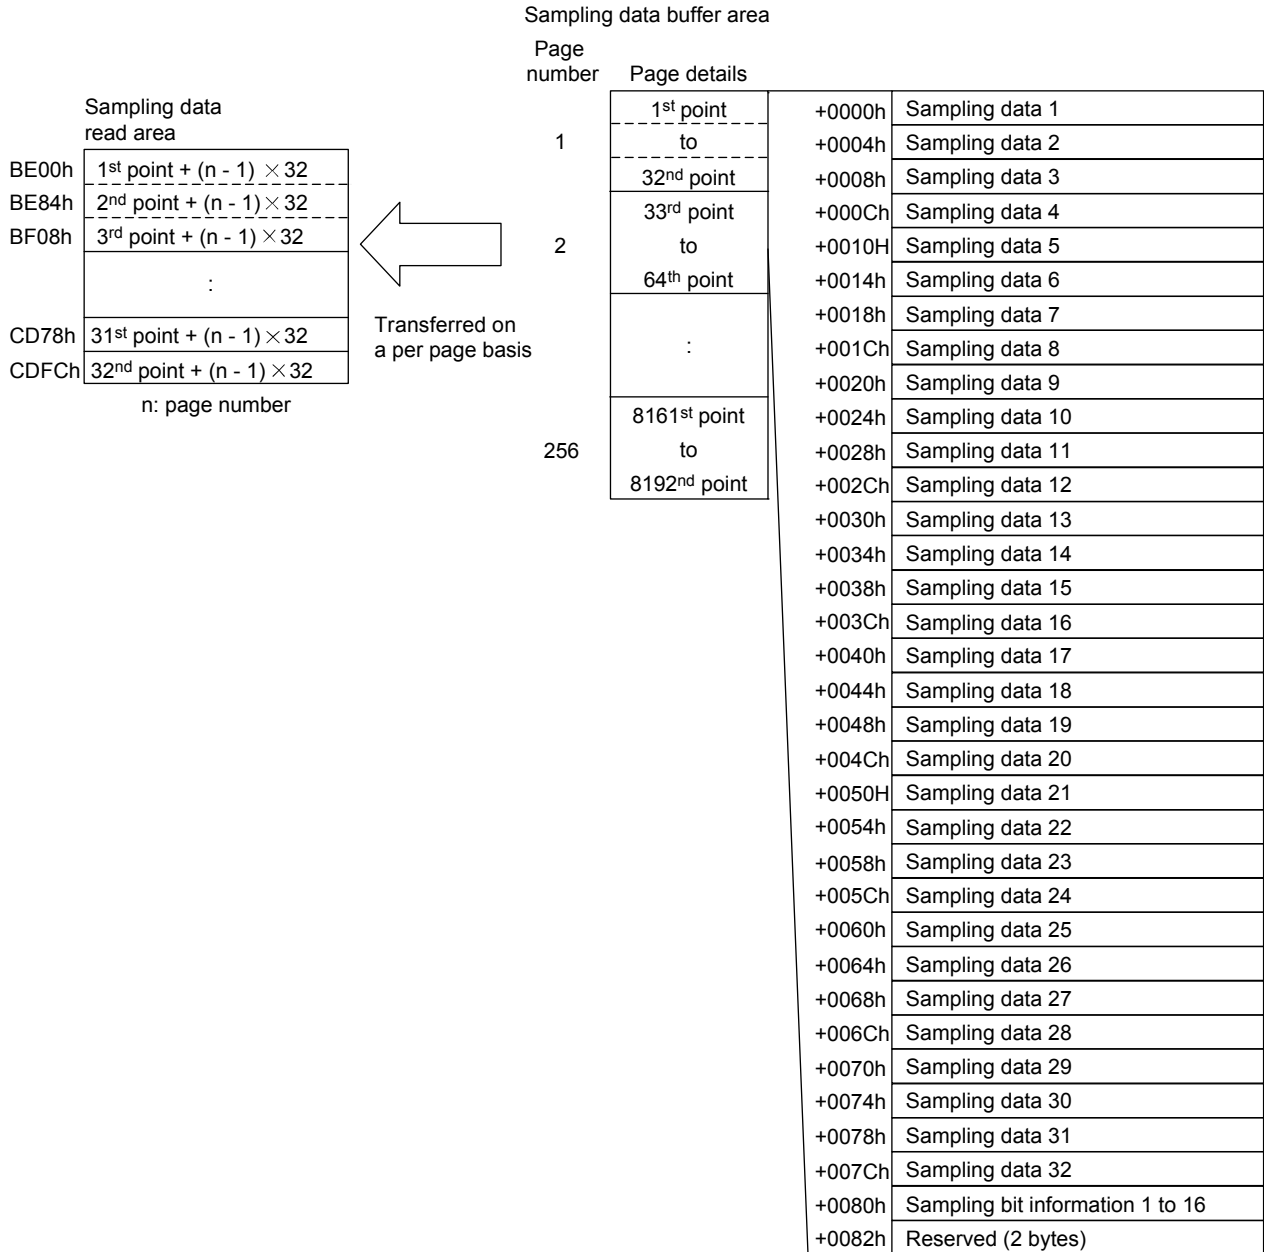 Sampling data buffer area
Page number
Page details
Sampling data
read area
BE00h 1st point + (n - 1) ×32
BE84h 2nd point + (n - 1)×32
BF08h 3rd point + (n - 1)×32
:
CD78h 31st point + (n - 1)×32
CDFCh 32nd point + (n - 1)×32
n: page number
Transferred on
a per page basis
1st point
1 to
32nd point
33rd point
2 to
64th point
:
8161st point
256 to
8192nd point
+0000h Sampling data 1
+0004h Sampling data 2
+0008h Sampling data 3
+000Ch Sampling data 4
+0010H Sampling data 5
+0014h Sampling data 6
+0018h Sampling data 7
+001Ch Sampling data 8
+0020h Sampling data 9
+0024h Sampling data 10
+0028h Sampling data 11
+002Ch Sampling data 12
+0030h Sampling data 13
+0034h Sampling data 14
+0038h Sampling data 15
+003Ch Sampling data 16
+0040h Sampling data 17
+0044h Sampling data 18
+0048h Sampling data 19
+004Ch Sampling data 20
+0050H Sampling data 21
+0054h Sampling data 22
+0058h Sampling data 23
+005Ch Sampling data 24
+0060h Sampling data 25
+0064h Sampling data 26
+0068h Sampling data 27
+006Ch Sampling data 28
+0070h Sampling data 29
+0074h Sampling data 30
+0078h Sampling data 31
+007Ch Sampling data 32
+0080h Sampling bit information 1 to 16
+0082h Reserved (2 bytes)